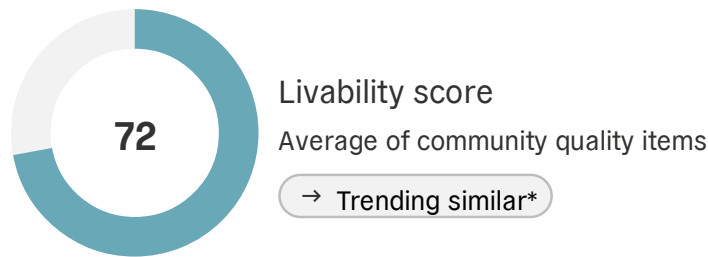 72
Livability score
Average of community quality items
→ Trending similar*